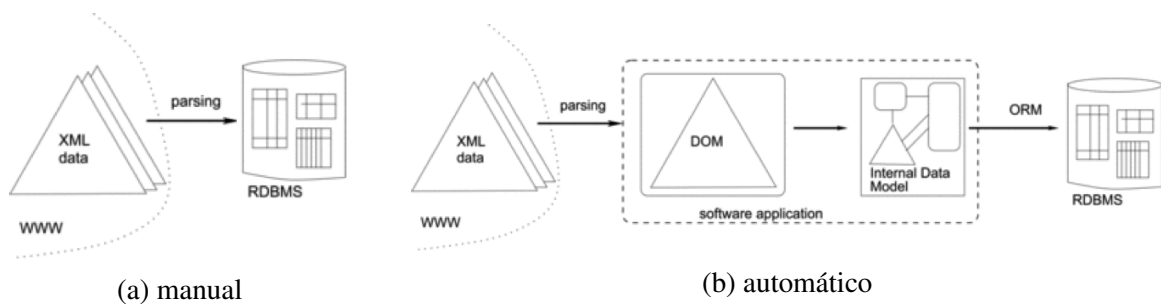 parsing
XML
data
RDBMS
WWW
(a) manual
parsing
XML
data
WWW
DOM
Internal Data
Model
software application
ORM
RDBMS
(b) automático